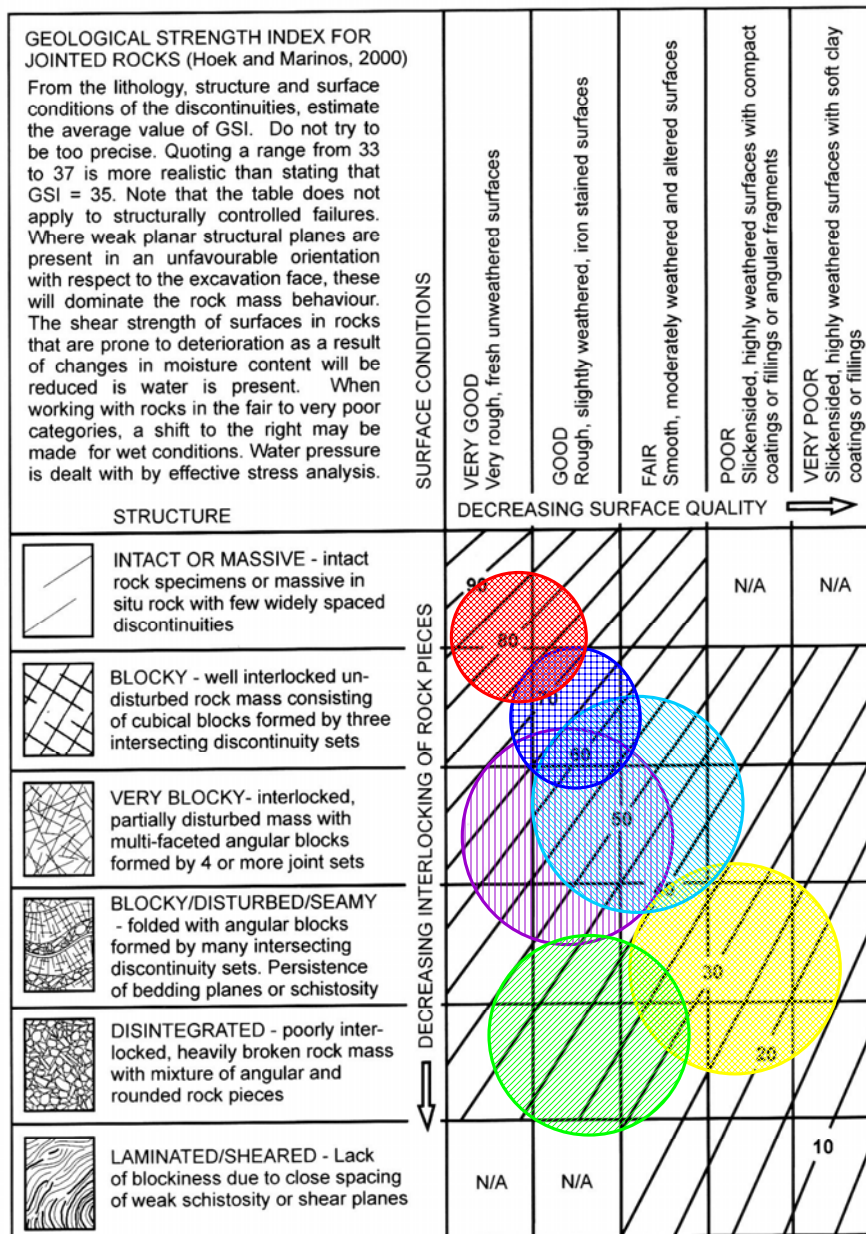 GEOLOGICAL STRENGTH INDEX FOR
JOINTED ROCKS (Hoek and Marinos, 2000)
From the lithology, structure and surface
conditions of the discontinuities, estimate
the average value of GSI. Do not try to
be too precise. Quoting a range from 33
to 37 is more realistic than stating that
GSI = 35. Note that the table does not
apply to structurally controlled failures.
Where weak planar structural planes are
present in an unfavourable orientation
with respect to the excavation face, these
will dominate the rock mass behaviour.
The shear strength of surfaces in rocks
that are prone to deterioration as a result
of changes in moisture content will be
reduced is water is present. When
working with rocks in the fair to very poor
categories, a shift to the right may be
made for wet conditions. Water pressure
is dealt with by effective stress analysis.
STRUCTURE
SURFACE CONDITIONS
VERY GOOD
Very rough, fresh unweathered surfaces
GOOD
Rough, slightly weathered, iron stained surfaces
FAIR
Smooth, moderately weathered and altered surfaces
POOR
Slickensided, highly weathered surfaces with compact
coatings or fillings or angular fragments
VERY POOR
Slickensided, highly weathered surfaces with soft clay
coatings or fillings
DECREASING SURFACE QUALITY
INTACT OR MASSIVE - intact
rock specimens or massive in
situ rock with few widely spaced
discontinuities
BLOCKY - well interlocked un-
disturbed rock mass consisting
of cubical blocks formed by three
intersecting discontinuity sets
VERY BLOCKY- interlocked,
partially disturbed mass with
multi-faceted angular blocks
formed by 4 or more joint sets
BLOCKY/DISTURBED/SEAMY
- folded with angular blocks
formed by many intersecting
discontinuity sets. Persistence
of bedding planes or schistosity
DISINTEGRATED - poorly inter-
locked, heavily broken rock mass
with mixture of angular and
rounded rock pieces
LAMINATED/SHEARED - Lack
of blockiness due to close spacing
of weak schistosity or shear planes
DECREASING INTERLOCKING OF ROCK PIECES
90
N/A
N/A
80
70
60
50
40
30
20
10
N/A
N/A